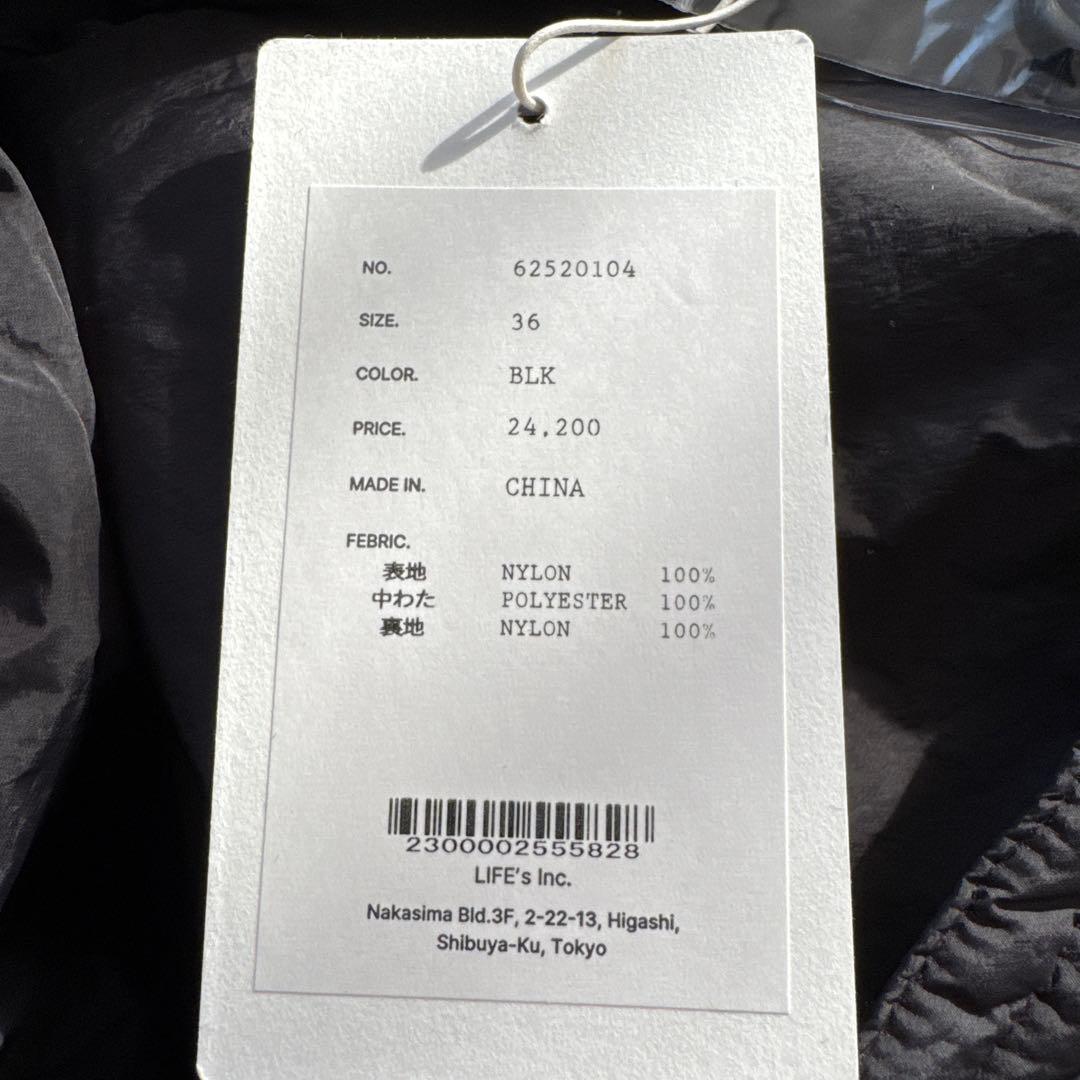 NO. 62520104
SIZE. 36
COLOR. BLK
PRICE. 24,200
MADE IN. CHINA
FEBRIC.
表地 NYLON 100%
中わた POLYESTER 100%
裏地 NYLON 100%
2300002555828
LIFE's Inc.
Nakasima Bld.3F, 2-22-13, Higashi,
Shibuya-Ku, Tokyo